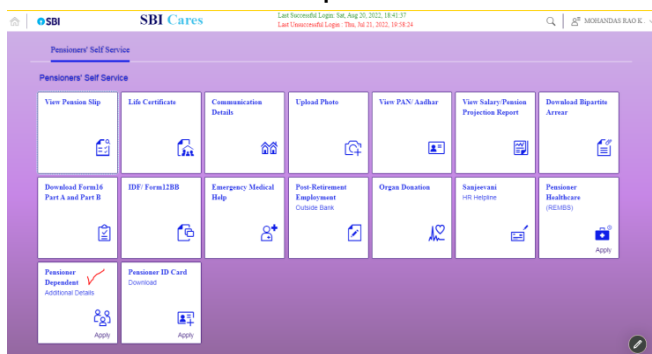 SBI
SBI Cares
Last Successful Login: Sat, Aug 20, 2022, 18:41:37
Last Unsuccessful Login : Thu, Jul 21, 2022, 19:58:24
MOHANDAS RAO K..
Pensioners' Self Service
Pensioners' Self Service
View Pension Slip
Life Certificate
Communication
Details
Upload Photo
View PAN/ Aadhar
View Salary/Pension
Projection Report
Download Bipartite
Arrear
Download Form16
Part A and Part B
IDF/ Form12BB
Emergency Medical
Help
Post-Retirement
Employment
Outside Bank
Organ Donation
Sanjeevani
HR Helpline
Pensioner
Healthcare
(REMBS)
Apply
Pensioner
Dependent
Additional Details
Apply
Pensioner ID Card
Download
Apply